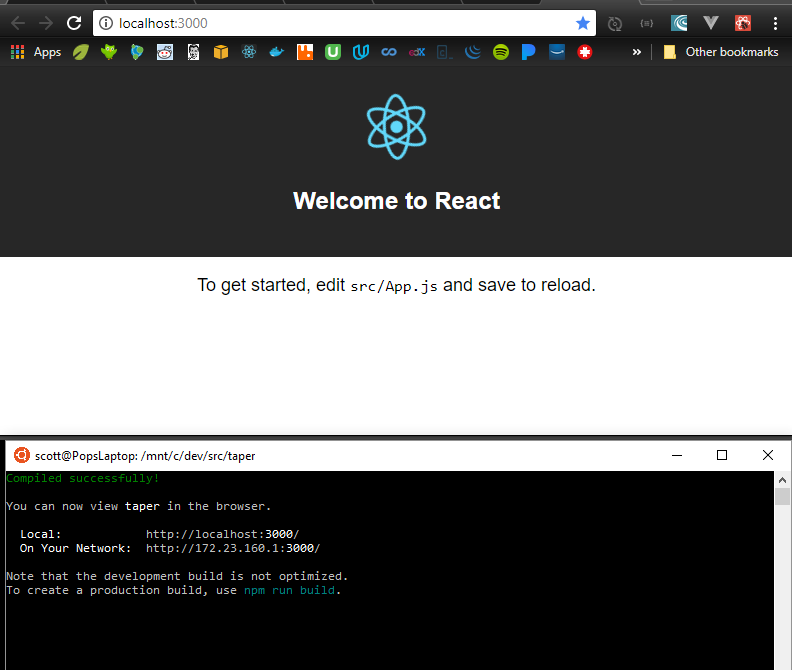 localhost:3000
Apps
edX
» Other bookmarks
Welcome to React
To get started, edit src/App.js and save to reload.
scott@PopsLaptop: /mnt/c/dev/src/taper
Compiled successfully!
You can now view taper in the browser.
Local: http://localhost:3000/
On Your Network: http://172.23.160.1:3000/
Note that the development build is not optimized.
To create a production build, use npm run build.